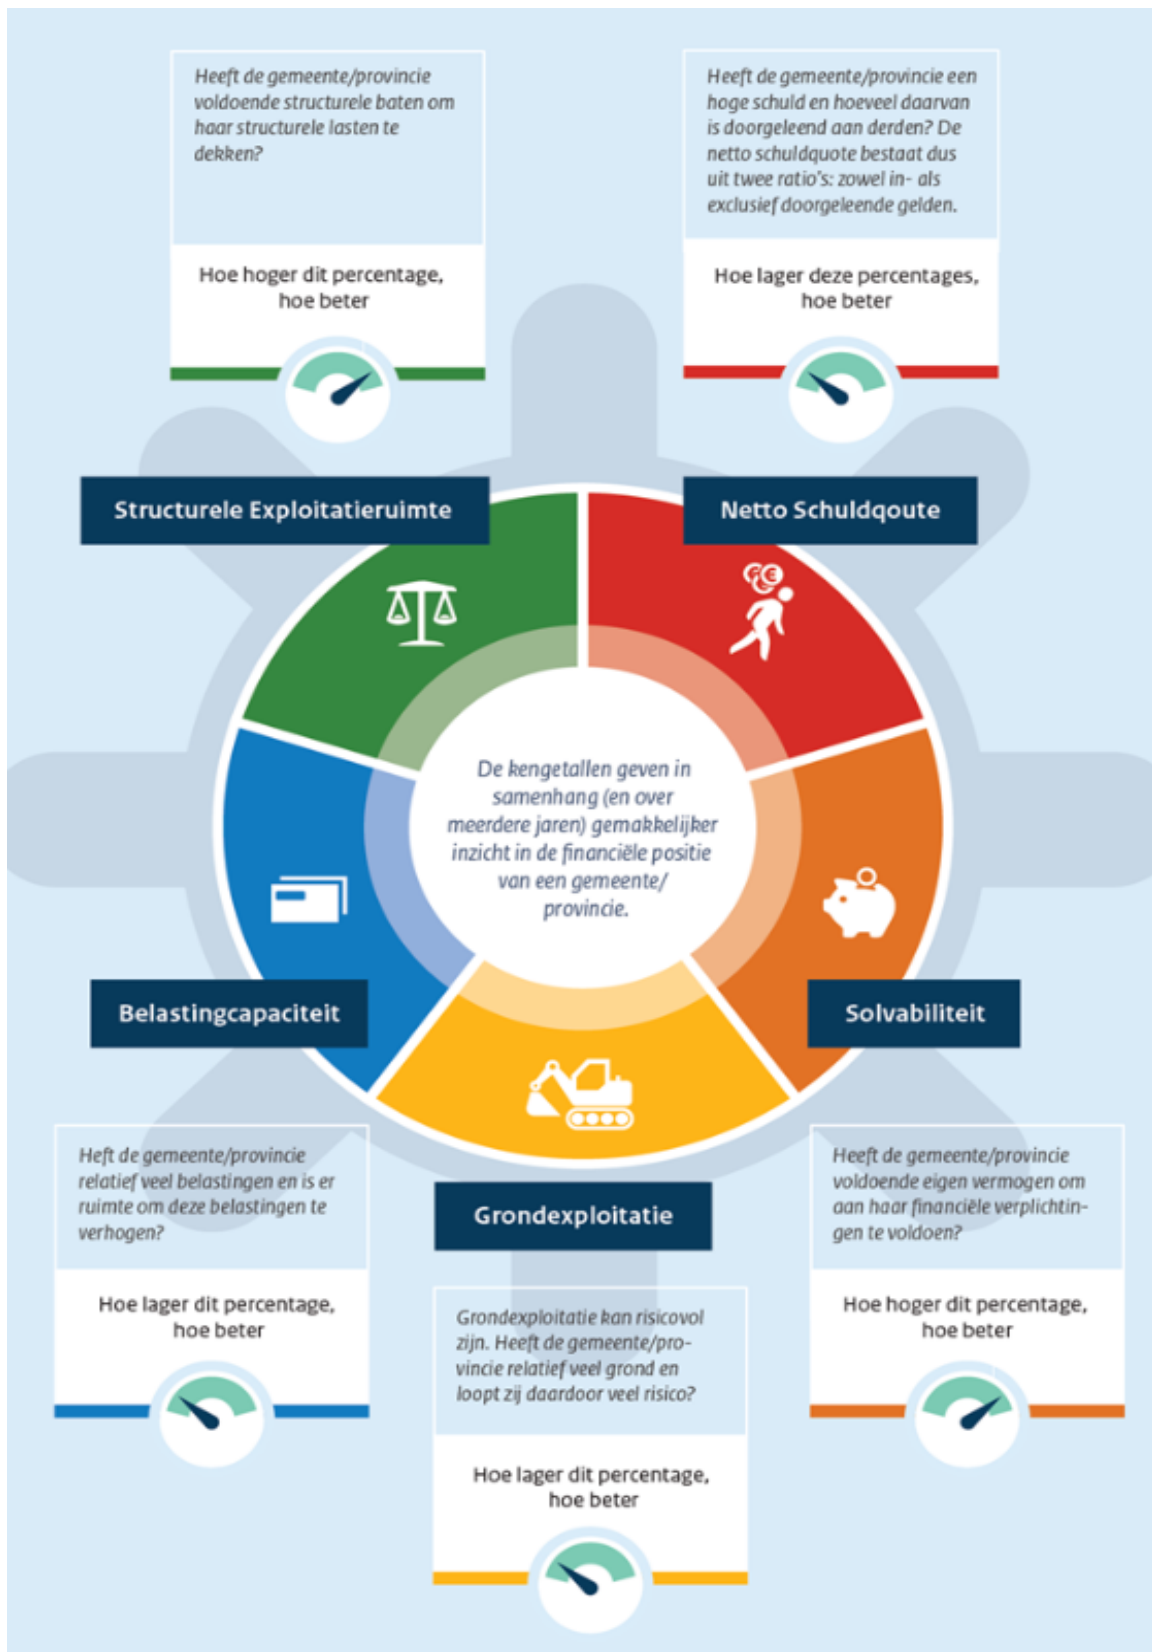 Heeft de gemeente/provincie
voldoende structurele baten om
haar structurele lasten te
dekken?
Hoe hoger dit percentage,
hoe beter
Heeft de gemeente/provincie een
hoge schuld en hoeveel daarvan
is doorgeleend aan derden? De
netto schuldquote bestaat dus
uit twee ratio's: zowel in- als
exclusief doorgeleende gelden.
Hoe lager deze percentages,
hoe beter
Structurele Exploitatieruimte
Netto Schuldqoute
De kengetallen geven in
samenhang (en over
meerdere jaren) gemakkelijker
inzicht in de financiële positie
van een gemeente/
provincie.
Belastingcapaciteit
Solvabiliteit
Heft de gemeente/provincie
relatief veel belastingen en is er
ruimte om deze belastingen te
verhogen?
Hoe lager dit percentage,
hoe beter
Grondexploitatie
Grondexploitatie kan risicovol
zijn. Heeft de gemeente/pro-
vincie relatief veel grond en
loopt zij daardoor veel risico?
Hoe lager dit percentage,
hoe beter
Heeft de gemeente/provincie
voldoende eigen vermogen om
aan haar financiële verplichtin-
gen te voldoen?
Hoe hoger dit percentage,
hoe beter